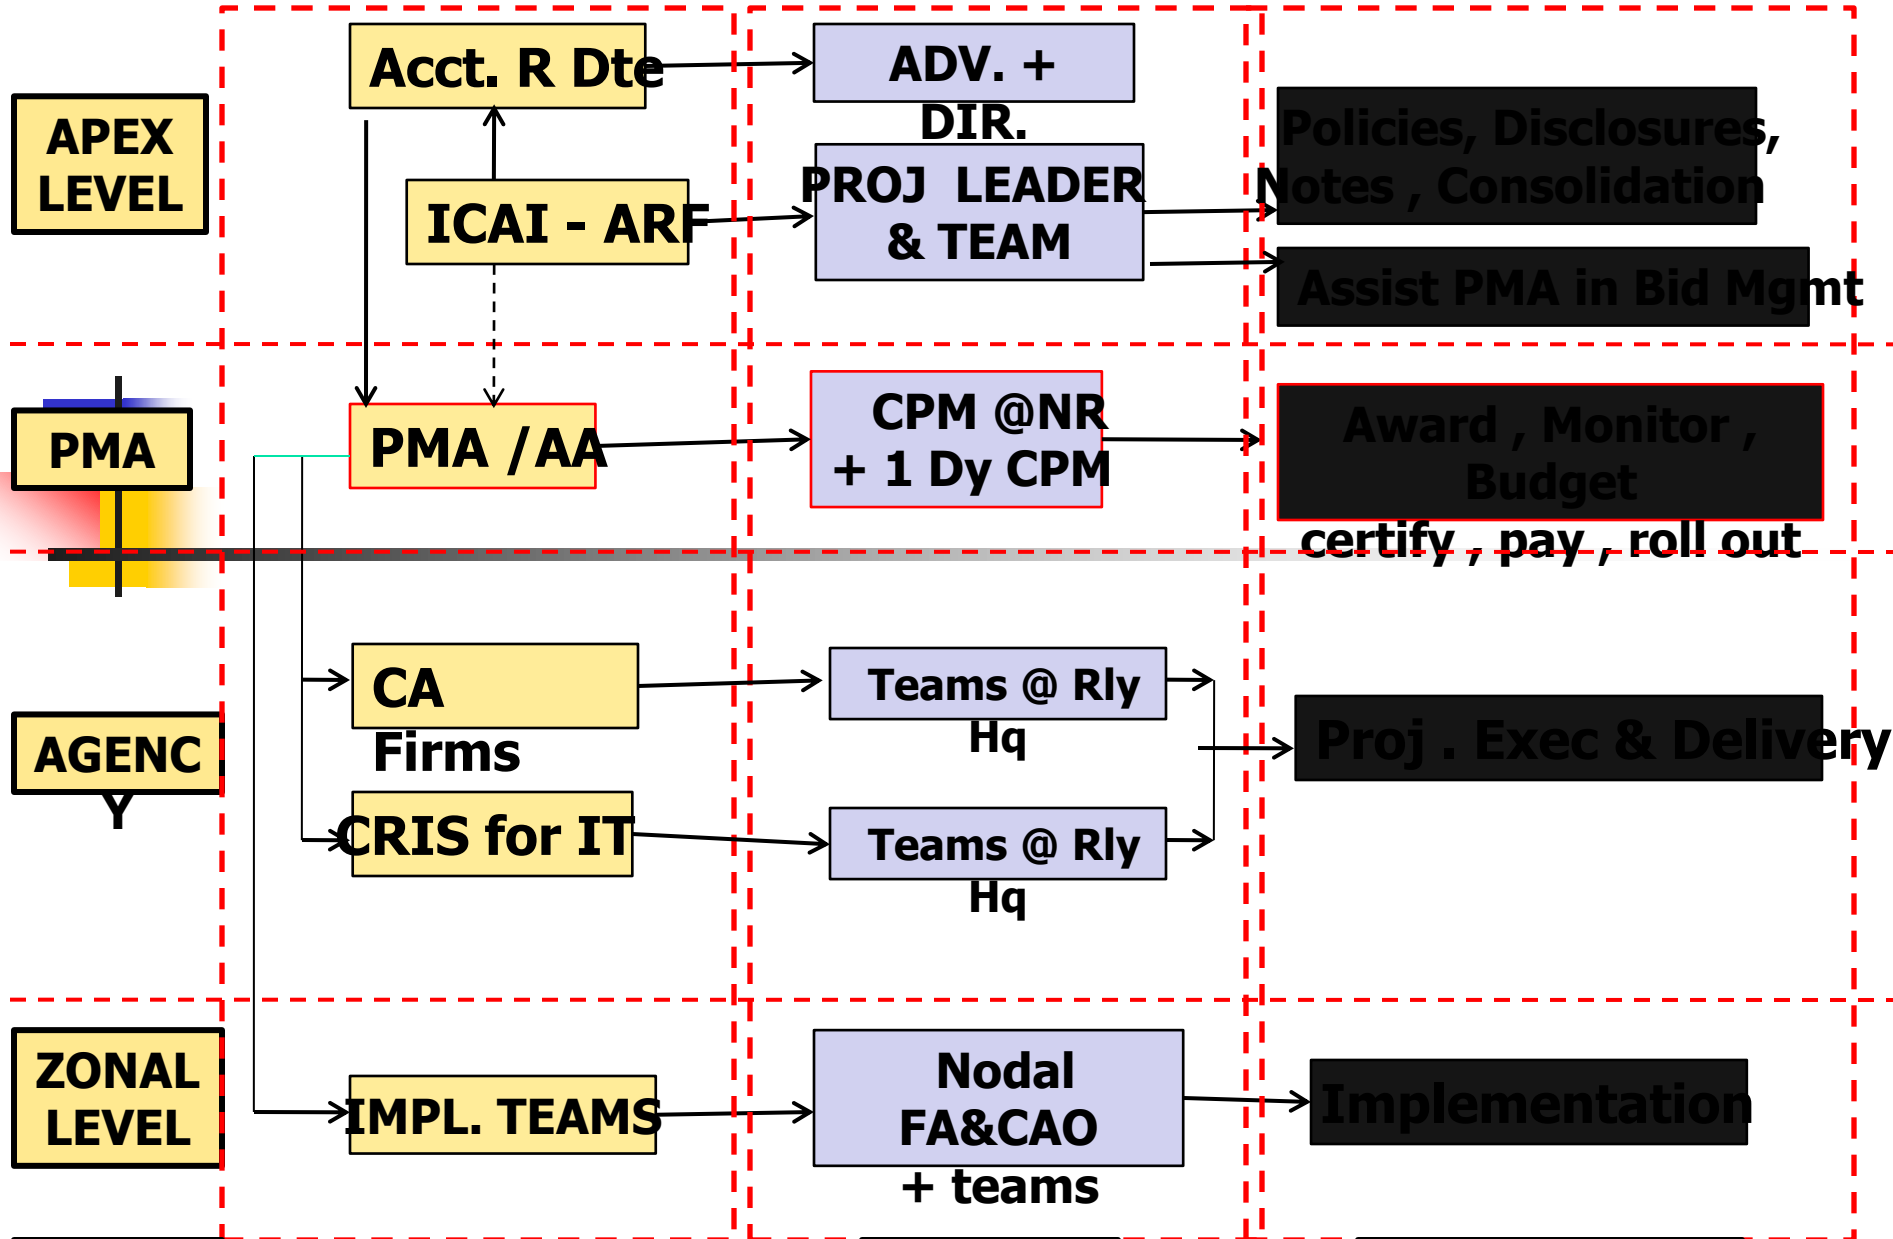 APEX
LEVEL
Acct. R Dte
ADV. +
DIR.
ICAI - ARF
PROJ LEADER
& TEAM
Policies, Disclosures,
Notes , Consolidation
Assist PMA in Bid Mgmt
PMA
PMA / AA
CPM @NR
+ 1 Dy CPM
Award , Monitor ,
Budget
certify , pay , roll out
AGENC
Y
CA
Firms
Teams @ Rly
Hq
Proj . Exec & Delivery
CRIS for IT
Teams @ Rly
Hq
ZONAL
LEVEL
IMPL. TEAMS
Nodal
FA&CAO
+ teams
Implementation